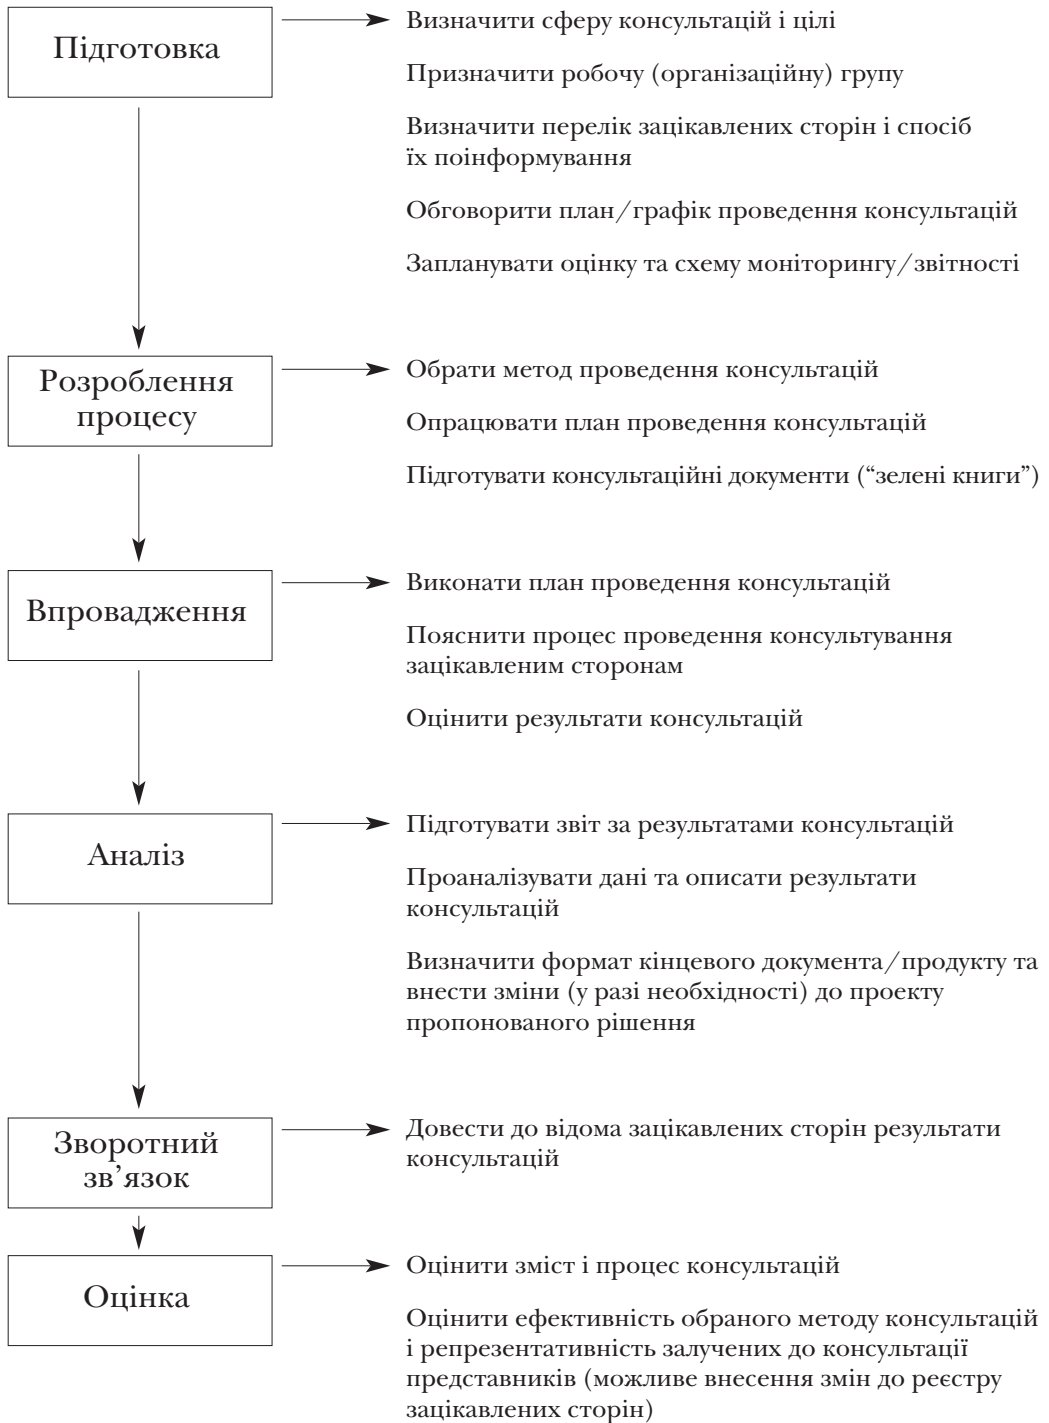 Підготовка
Визначити сферу консультацій і цілі
Призначити робочу (організаційну) групу
Визначити перелік зацікавлених сторін і спосіб
їх поінформування
Обговорити план/графік проведення консультацій
Запланувати оцінку та схему моніторингу/звітності
Розроблення
процесу
Обрати метод проведення консультацій
Опрацювати план проведення консультацій
Підготувати консультаційні документи (“зелені книги”)
Впровадження
Виконати план проведення консультацій
Пояснити процес проведення консультування
зацікавленим сторонам
Оцінити результати консультацій
Аналіз
Підготувати звіт за результатами консультацій
Проаналізувати дані та описати результати
консультацій
Визначити формат кінцевого документа/продукту та
внести зміни (у разі необхідності) до проекту
пропонованого рішення
Зворотний
зв’язок
Довести до відома зацікавлених сторін результати
консультацій
Оцінка
Оцінити зміст і процес консультацій
Оцінити ефективність обраного методу консультацій
і репрезентативність залучених до консультації
представників (можливе внесення змін до реєстру
зацікавлених сторін)